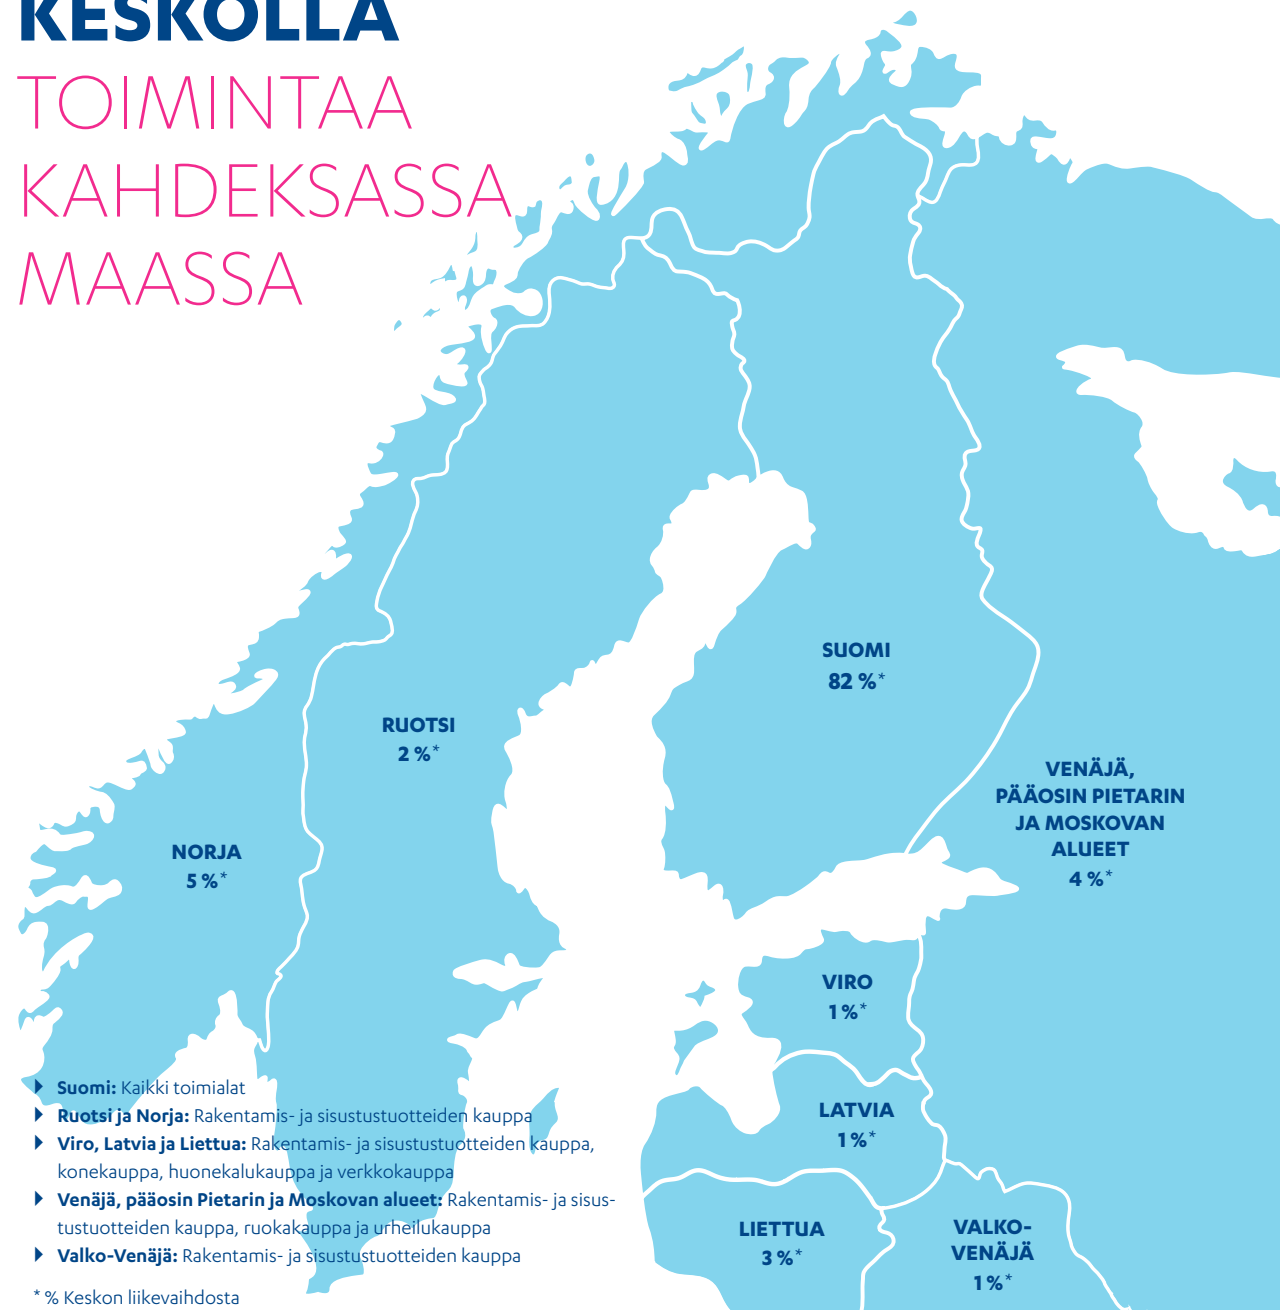 KESKOLLA
TOIMINTAA
KAHDEKSASSA
MAASSA
SUOMI
82 %*
RUOTSI
2 %*
VENÄJÄ,
PÄÄOSIN PIETARIN
JA MOSKOVAN
ALUEET
4 %*
NORJA
5 %*
VIRO
1 %*
LATVIA
1 %*
LIETTUA
3 %*
VALKO-
VENÄJÄ
1 %*
Suomi: Kaikki toimialat
Ruotsi ja Norja: Rakentamis- ja sisustustuotteiden kauppa
Viro, Latvia ja Liettua: Rakentamis- ja sisustustuotteiden kauppa,
konekauppa, huonekalukauppa ja verkkokauppa
Venäjä, pääosin Pietarin ja Moskovan alueet: Rakentamis- ja sisus-
tustuotteiden kauppa, ruokakauppa ja urheilukauppa
Valko-Venäjä: Rakentamis- ja sisustustuotteiden kauppa
* % Keskon liikevaihdosta